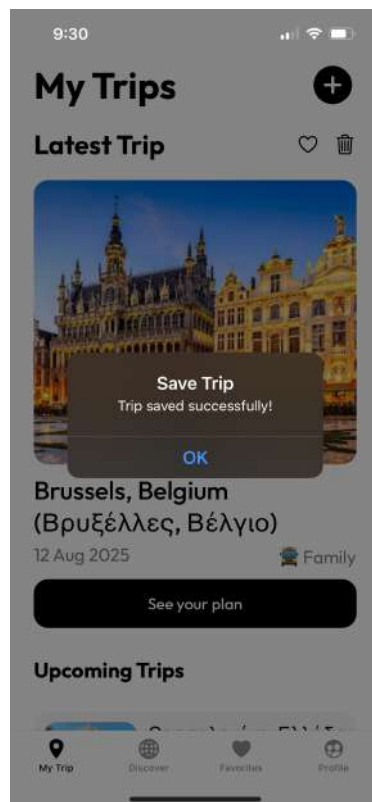 9:30
My Trips
Latest Trip
Save Trip
Trip saved successfully!
OK
Brussels, Belgium
(Βρυξέλλες, Βέλγιο)
12 Aug 2025
Family
See your plan
Upcoming Trips
My Trip
Discover
Favorites
Profile